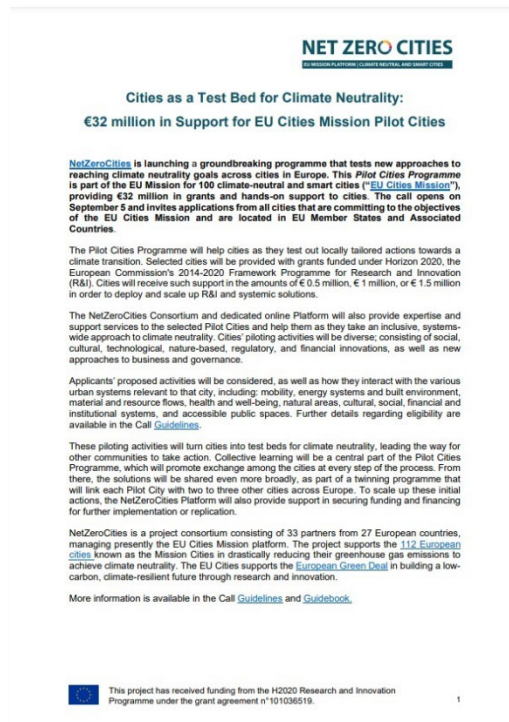 NET ZERO CITIES
EU MISSION PLATFORM | CLIMATE NEUTRAL AND SMART CITIES
Cities as a Test Bed for Climate Neutrality:
€32 million in Support for EU Cities Mission Pilot Cities
NetZeroCities is launching a groundbreaking programme that tests new approaches to
reaching climate neutrality goals across cities in Europe. This Pilot Cities Programme
is part of the EU Mission for 100 climate-neutral and smart cities (“EU Cities Mission”),
providing €32 million in grants and hands-on support to cities. The call opens on
September 5 and invites applications from all cities that are committing to the objectives
of the EU Cities Mission and are located in EU Member States and Associated
Countries.
The Pilot Cities Programme will help cities as they test out locally tailored actions towards a
climate transition. Selected cities will be provided with grants funded under Horizon 2020, the
European Commission's 2014-2020 Framework Programme for Research and Innovation
(R&I). Cities will receive such support in the amounts of € 0.5 million, € 1 million, or € 1.5 million
in order to deploy and scale up R&I and systemic solutions.
The NetZeroCities Consortium and dedicated online Platform will also provide expertise and
support services to the selected Pilot Cities and help them as they take an inclusive, systems-
wide approach to climate neutrality. Cities' piloting activities will be diverse; consisting of social,
cultural, technological, nature-based, regulatory, and financial innovations, as well as new
approaches to business and governance.
Applicants' proposed activities will be considered, as well as how they interact with the various
urban systems relevant to that city, including: mobility, energy systems and built environment,
material and resource flows, health and well-being, natural areas, cultural, social, financial and
institutional systems, and accessible public spaces. Further details regarding eligibility are
available in the Call Guidelines.
These piloting activities will turn cities into test beds for climate neutrality, leading the way for
other communities to take action. Collective learning will be a central part of the Pilot Cities
Programme, which will promote exchange among the cities at every step of the process. From
there, the solutions will be shared even more broadly, as part of a twinning programme that
will link each Pilot City with two to three other cities across Europe. To scale up these initial
actions, the NetZeroCities Platform will also provide support in securing funding and financing
for further implementation or replication.
NetZeroCities is a project consortium consisting of 33 partners from 27 European countries,
managing presently the EU Cities Mission platform. The project supports the 112 European
cities known as the Mission Cities in drastically reducing their greenhouse gas emissions to
achieve climate neutrality. The EU Cities supports the European Green Deal in building a low-
carbon, climate-resilient future through research and innovation.
More information is available in the Call Guidelines and Guidebook.
This project has received funding from the H2020 Research and Innovation
Programme under the grant agreement n°101036519.
1